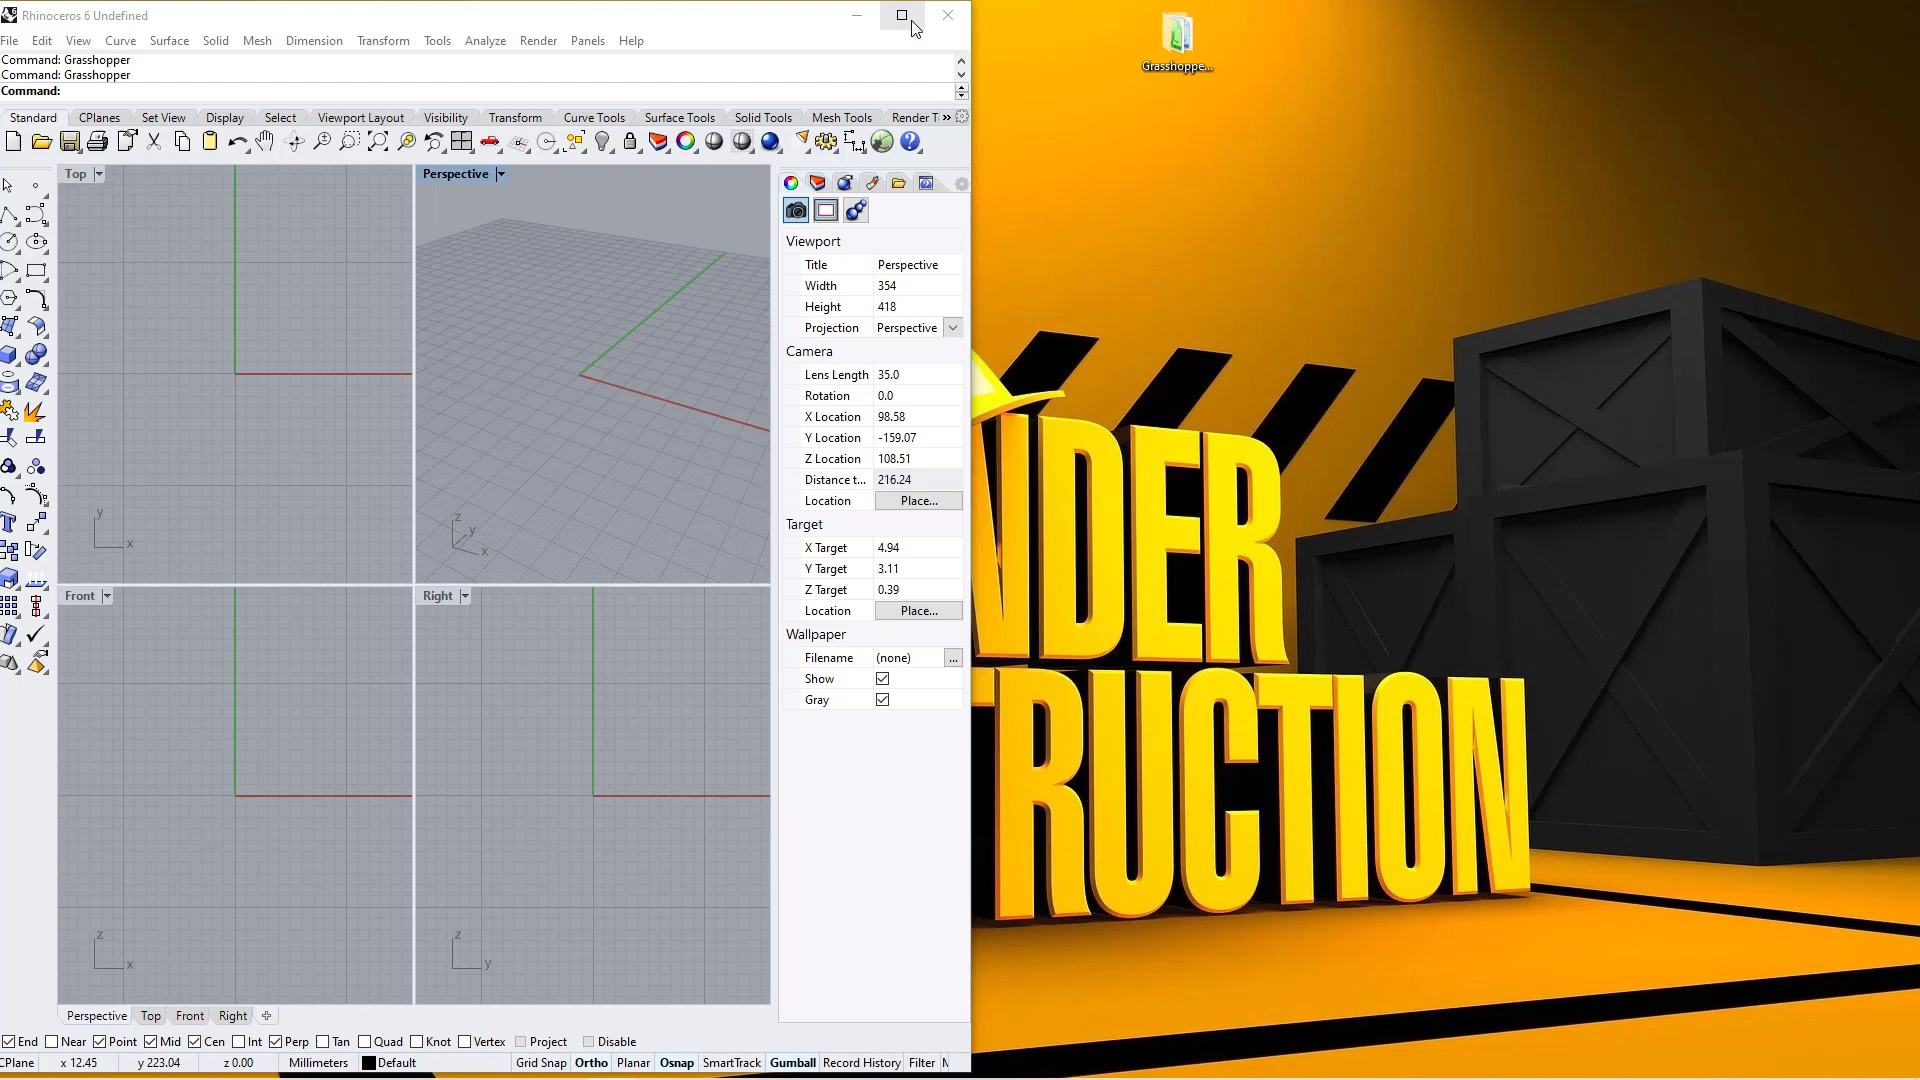 Rhinoceros 6 Undefined
File Edit View Curve Surface Solid Mesh Dimension Transform Tools Analyze Render Panels Help
Command: Grasshopper
Command: Grasshopper
Command:
Standard CPlanes Set View Display Select Viewport Layout Visibility Transform Curve Tools Surface Tools Solid Tools Mesh Tools Render T »
Top
Perspective
Front
Right
y
x
z
y
x
z
x
z
y
Viewport
Title Perspective
Width 354
Height 418
Projection Perspective
Camera
Lens Length 35.0
Rotation 0.0
X Location 98.58
Y Location -159.07
Z Location 108.51
Distance t... 216.24
Location Place...
Target
X Target 4.94
Y Target 3.11
Z Target 0.39
Location Place...
Wallpaper
Filename (none) ...
Show
Gray
Perspective Top Front Right
End Near Point Mid Cen Int Perp Tan Quad Knot Vertex Project Disable
CPlane x 12.45 y 223.04 z 0.00 Millimeters Default Grid Snap Ortho Planar Osnap SmartTrack Gumball Record History Filter M
Grasshoppe...
NDER
RUCTION